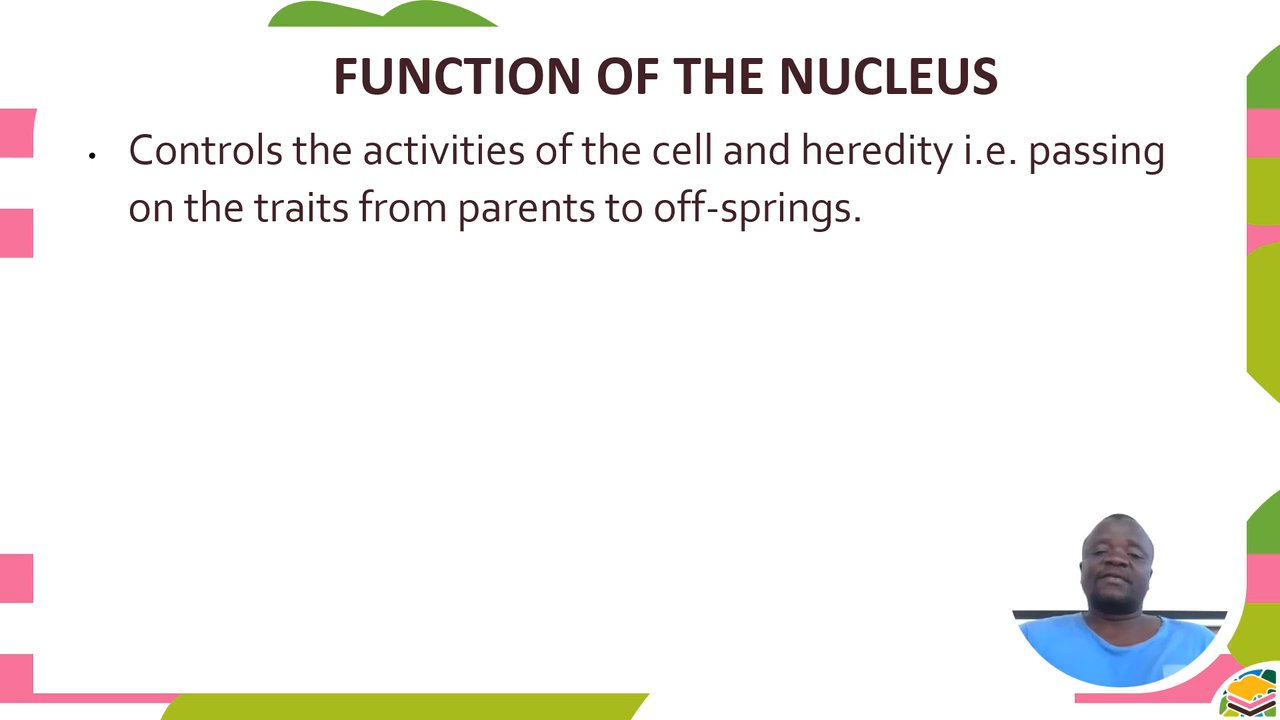 FUNCTION OF THE NUCLEUS
• Controls the activities of the cell and heredity i.e. passing
on the traits from parents to off-springs.